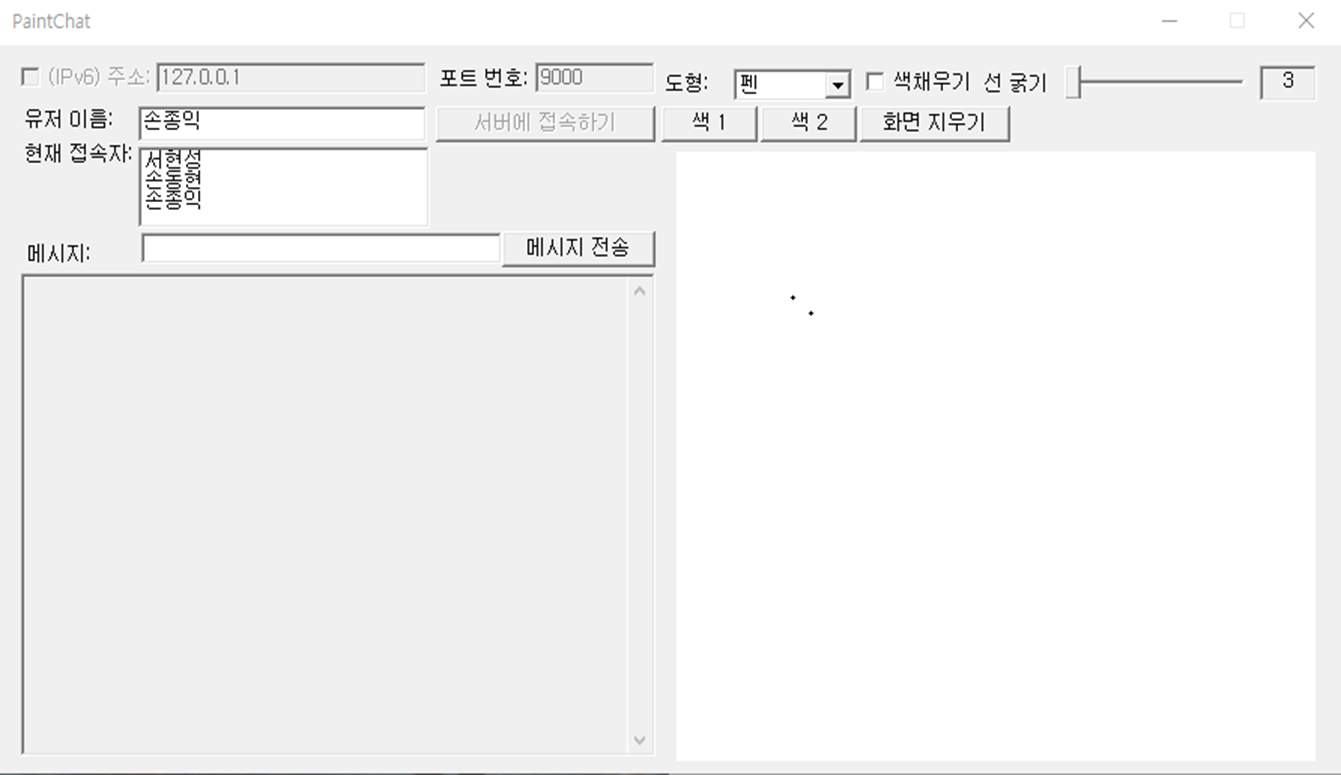 PaintChat
(IPv6) 주소: 127.0.0.1 포트 번호: 9000 도형: 펜 색채우기 선 굵기 3
유저 이름: 손종익 서버에 접속하기 색 1 색 2 화면 지우기
현재 접속자: 서현성
손동현
손종익
메시지: 메시지 전송